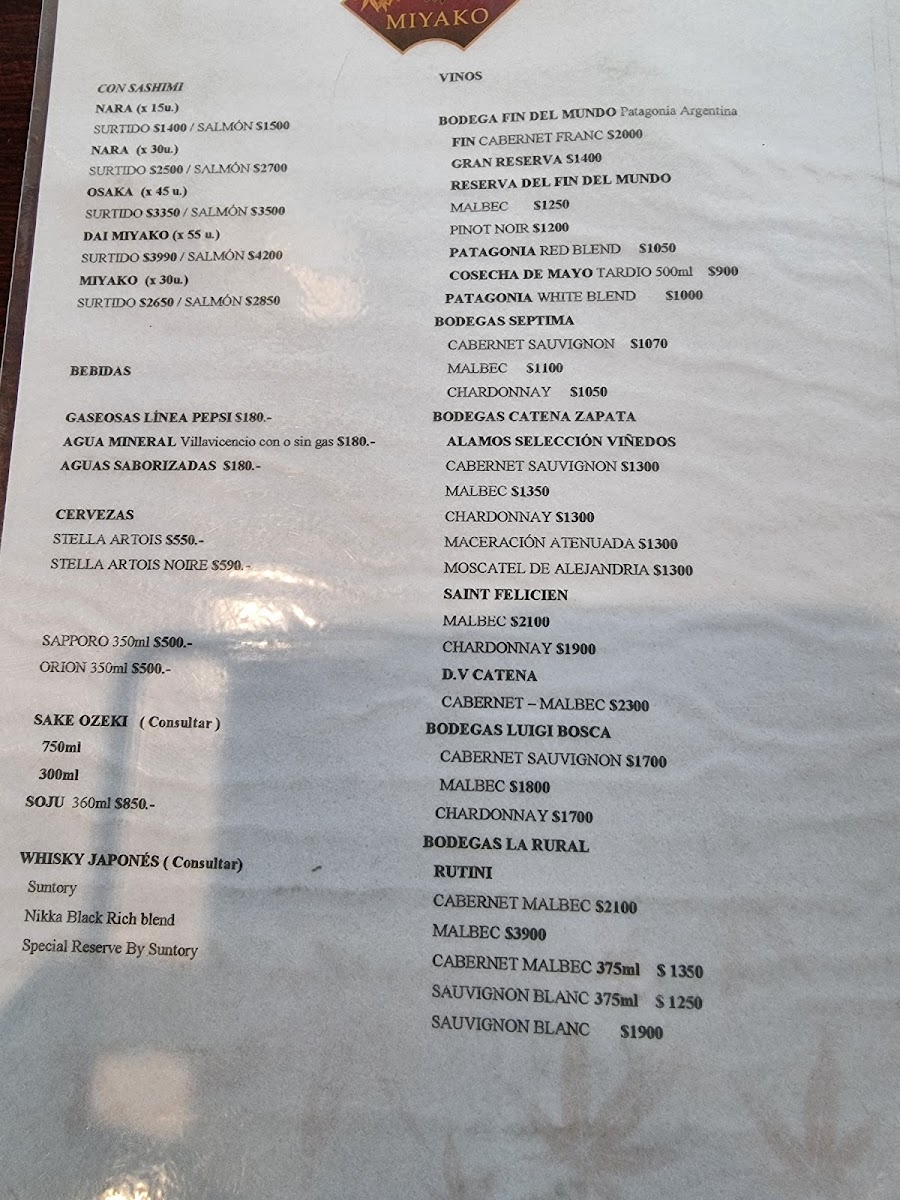 MIYAKO
CON SASHIMI
NARA (x 15u.)
SURTIDO $1400 / SALMÓN $1500
NARA (x 30u.)
SURTIDO $2500 / SALMÓN $2700
OSAKA (x 45 u.)
SURTIDO $3350 / SALMÓN $3500
DAI MIYAKO (x 55 u.)
SURTIDO $3990 / SALMÓN $4200
MIYAKO (x 30u.)
SURTIDO $2650 / SALMÓN $2850
BEBIDAS
GASEOSAS LÍNEA PEPSI $180.-
AGUA MINERAL Villavicencio con o sin gas $180.-
AGUAS SABORIZADAS $180.-
CERVEZAS
STELLA ARTOIS $550.-
STELLA ARTOIS NOIRE $590.-
SAPPORO 350ml $500.-
ORION 350ml $500.-
SAKE OZEKI ( Consultar )
750ml
300ml
SOJU 360ml $850.-
WHISKY JAPONÉS ( Consultar)
Suntory
Nikka Black Rich blend
Special Reserve By Suntory
VINOS
BODEGA FIN DEL MUNDO Patagonia Argentina
FIN CABERNET FRANC $2000
GRAN RESERVA $1400
RESERVA DEL FIN DEL MUNDO
MALBEC $1250
PINOT NOIR $1200
PATAGONIA RED BLEND $1050
COSECHA DE MAYO TARDIO 500ml $900
PATAGONIA WHITE BLEND $1000
BODEGAS SEPTIMA
CABERNET SAUVIGNON $1070
MALBEC $1100
CHARDONNAY $1050
BODEGAS CATENA ZAPATA
ALAMOS SELECCIÓN VIÑEDOS
CABERNET SAUVIGNON $1300
MALBEC $1350
CHARDONNAY $1300
MACERACIÓN ATENUADA $1300
MOSCATEL DE ALEJANDRIA $1300
SAINT FELICIEN
MALBEC $2100
CHARDONNAY $1900
D.V CATENA
CABERNET – MALBEC $2300
BODEGAS LUIGI BOSCA
CABERNET SAUVIGNON $1700
MALBEC $1800
CHARDONNAY $1700
BODEGAS LA RURAL
RUTINI
CABERNET MALBEC $2100
MALBEC $3900
CABERNET MALBEC 375ml $ 1350
SAUVIGNON BLANC 375ml $ 1250
SAUVIGNON BLANC $1900